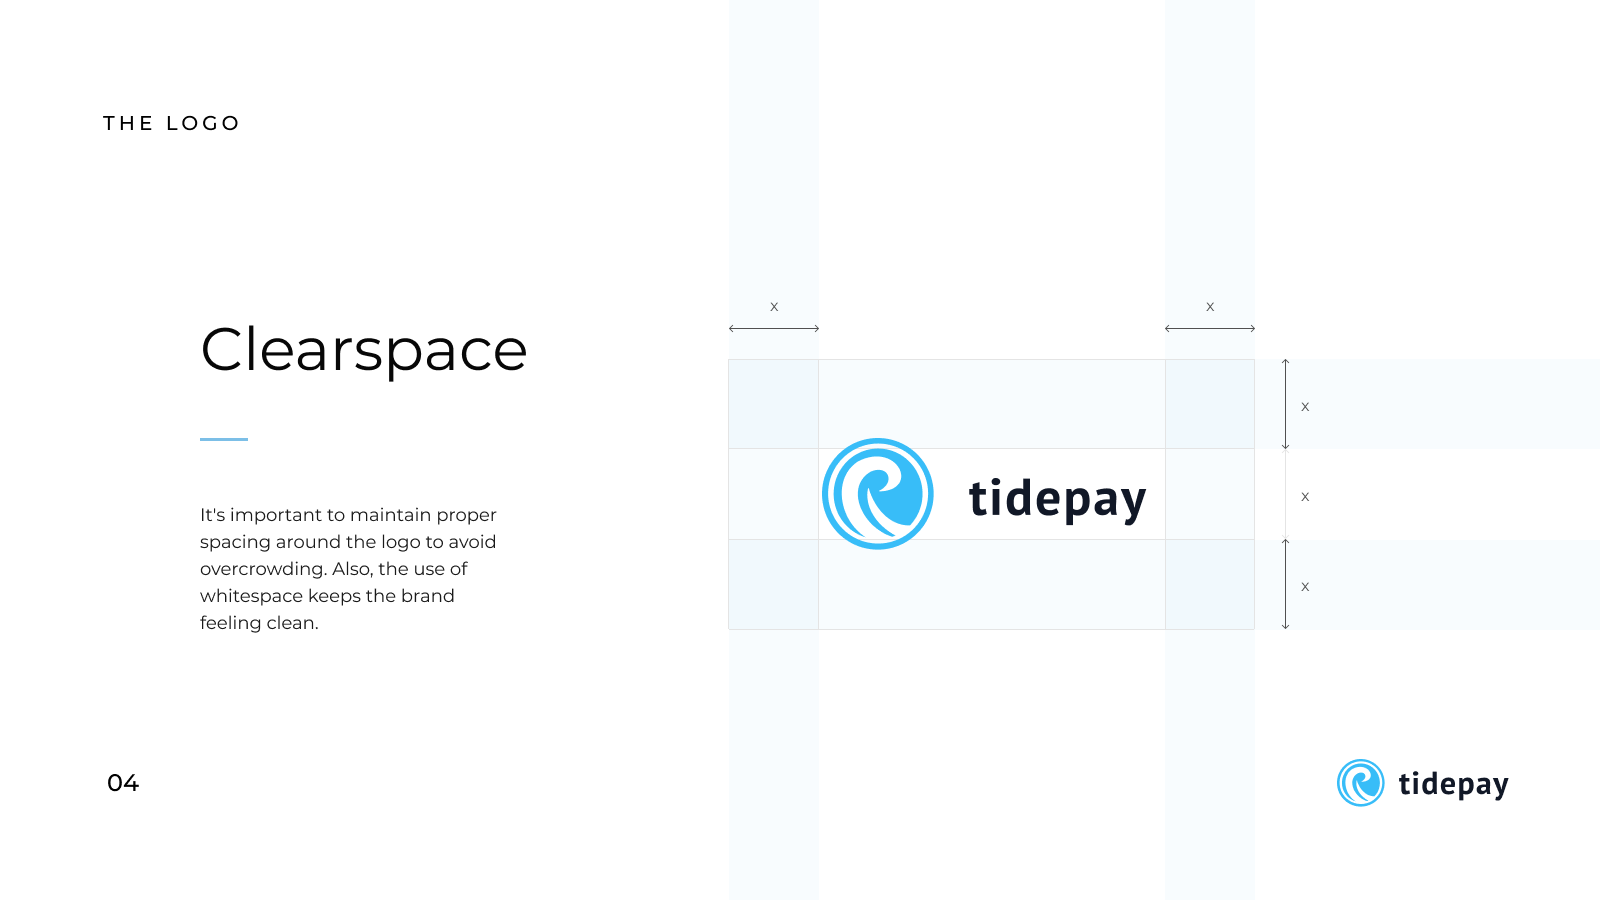 THE LOGO
Clearspace
It's important to maintain proper
spacing around the logo to avoid
overcrowding. Also, the use of
whitespace keeps the brand
feeling clean.
04
x
x
x
x
x
tidepay
tidepay